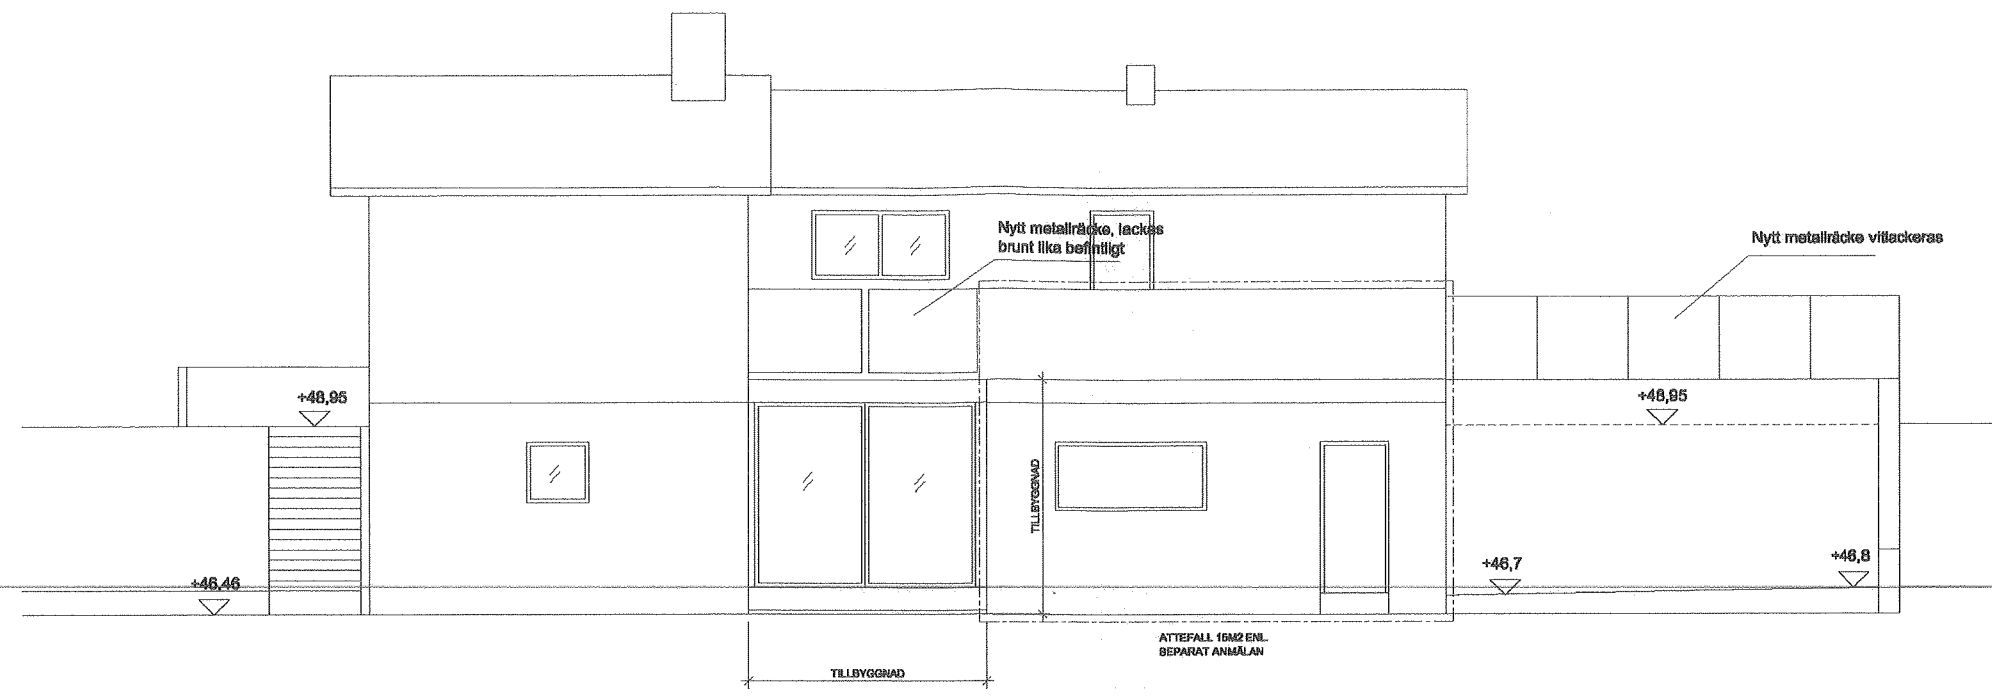 Nytt metallräcke, lackas
brunt lika befintligt
Nytt metallräcke vitlackeras
+48,95
+48,95
TILLBYGGNAD
+46,46
+46,7
+46,8
ATTEFALL 15M2 ENL.
SEPARAT ANMÄLAN
TILLBYGGNAD